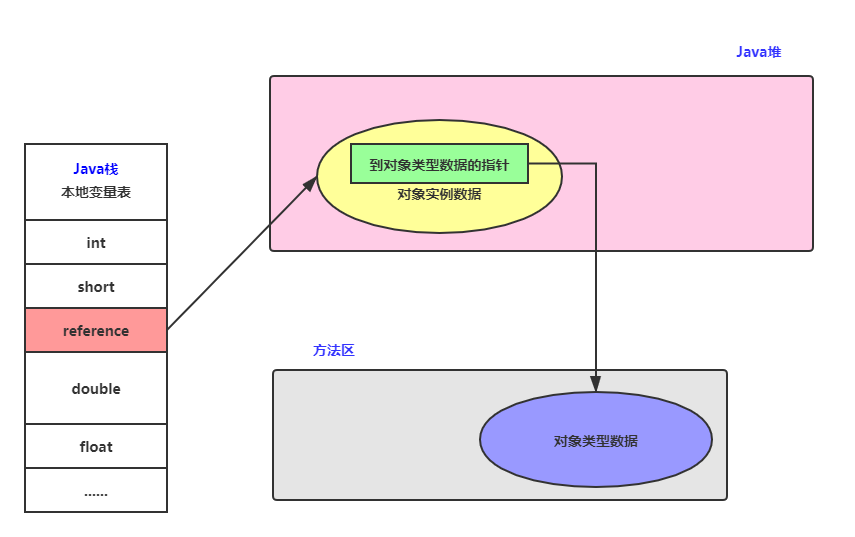 Java堆
Java栈
本地变量表
int
short
reference
double
float
......
到对象类型数据的指针
对象实例数据
方法区
对象类型数据